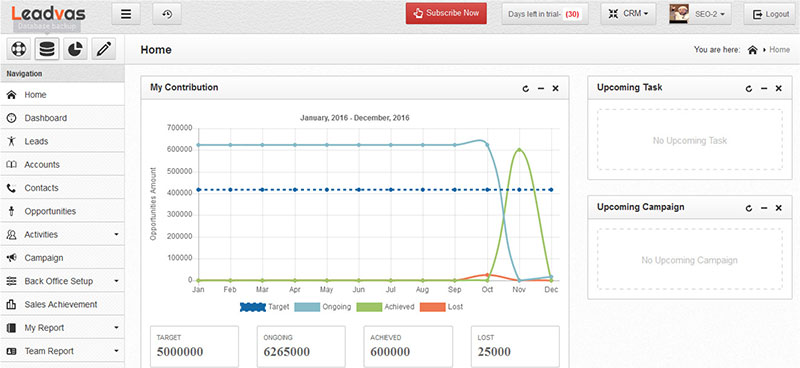 Leadvas
Database backup
Subscribe Now
Days left in trial- (30)
CRM
SEO-2
Logout
Home
You are here:
Home
Navigation
Home
Dashboard
Leads
Accounts
Contacts
Opportunities
Activities
Campaign
Back Office Setup
Sales Achievement
My Report
Team Report
My Contribution
January, 2016 - December, 2016
Opportunities Amount
700000
600000
500000
400000
300000
200000
100000
0
Jan Feb Mar Apr May Jun Jul Aug Sep Oct Nov Dec
Target Ongoing Achieved Lost
TARGET
5000000
ONGOING
6265000
ACHIEVED
600000
LOST
25000
Upcoming Task
No Upcoming Task
Upcoming Campaign
No Upcoming Campaign